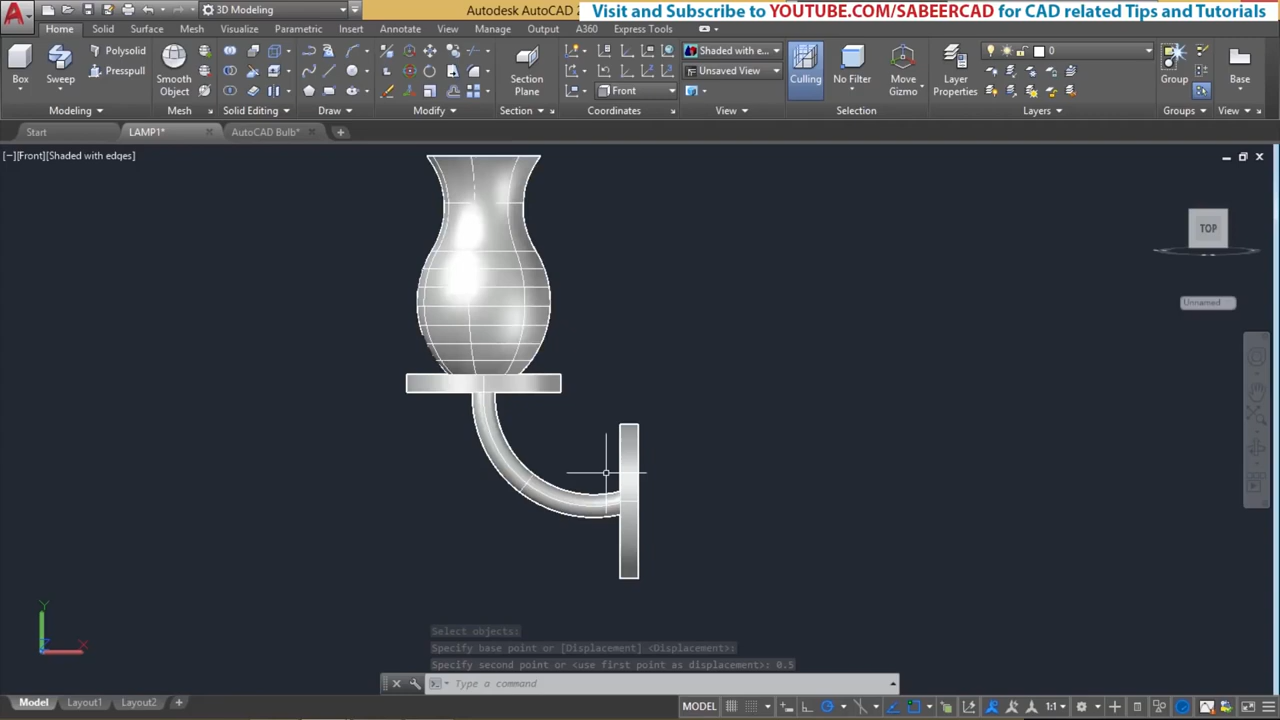 3D Modeling
Autodesk AutoCAD 2
Visit and Subscribe to YOUTUBE.COM/SABEERCAD for CAD related Tips and Tutorials
Home Solid Surface Mesh Visualize Parametric Insert Annotate View Manage Output A360 Express Tools
Box
Sweep
Polysolid
Presspull
Smooth
Object
Section
Plane
Front
Shaded with e...
Unsaved View
Culling
No Filter
Move
Gizmo
Layer
Properties
0
Group
Base
Modeling Mesh Solid Editing Draw Modify Section Coordinates View Selection Layers Groups View
Start LAMP1* AutoCAD Bulb*
[−][Front][Shaded with edges]
TOP
Unnamed
Y
X
Z
Select objects:
Specify base point or [Displacement] <Displacement>:
Specify second point or <use first point as displacement>: 0.5
Type a command
Model Layout1 Layout2
MODEL
1:1